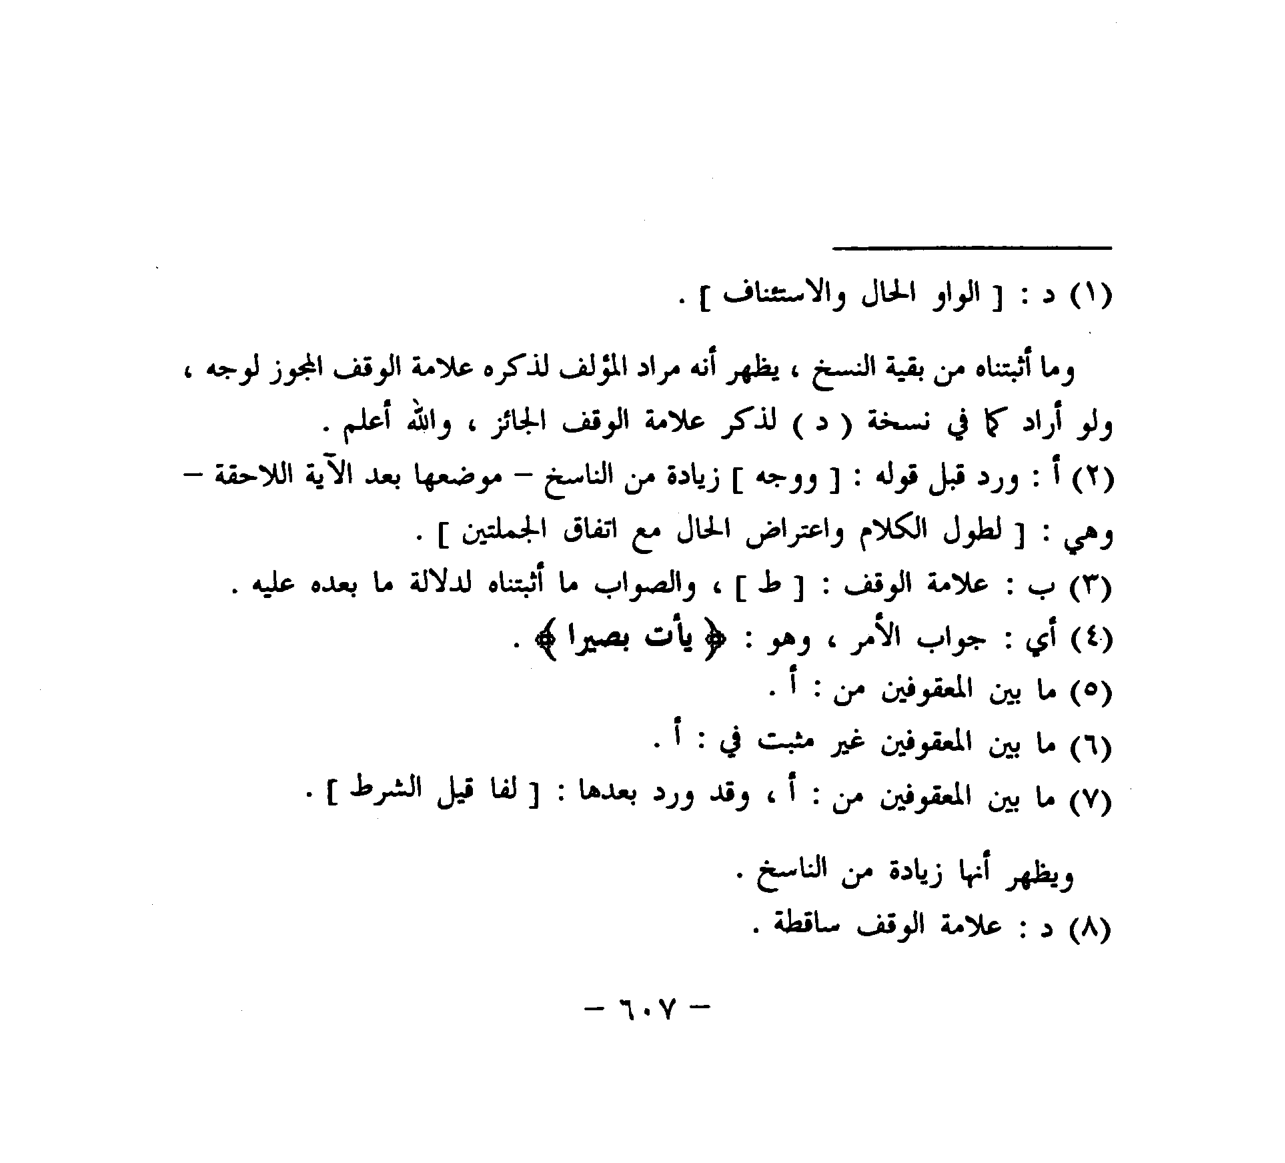 (١) د : [ الواو الحال والاستئناف ] .
وما أثبتناه من بقية النسخ ، يظهر أنه مراد المؤلف لذكره علامة الوقف المجوز لوجه ،
ولو أراد كما في نسخة ( د ) لذكر علامة الوقف الجائز ، والله أعلم .
(٢) أ : ورد قبل قوله : [ ووجه ] زيادة من الناسخ – موضعها بعد الآية اللاحقة –
وهي : [ لطول الكلام واعتراض الحال مع اتفاق الجملتين ] .
(٣) ب : علامة الوقف : [ ط ] ، والصواب ما أثبتناه لدلالة ما بعده عليه .
(٤) أي : جواب الأمر ، وهو : ﴿ يأت بصيرا ﴾ .
(٥) ما بين المعقوفين من : أ .
(٦) ما بين المعقوفين غير مثبت في : أ .
(٧) ما بين المعقوفين من : أ ، وقد ورد بعدها : [ لفا قيل الشرط ] .
ويظهر أنها زيادة من الناسخ .
(٨) د : علامة الوقف ساقطة .
– ٦٠٧ –